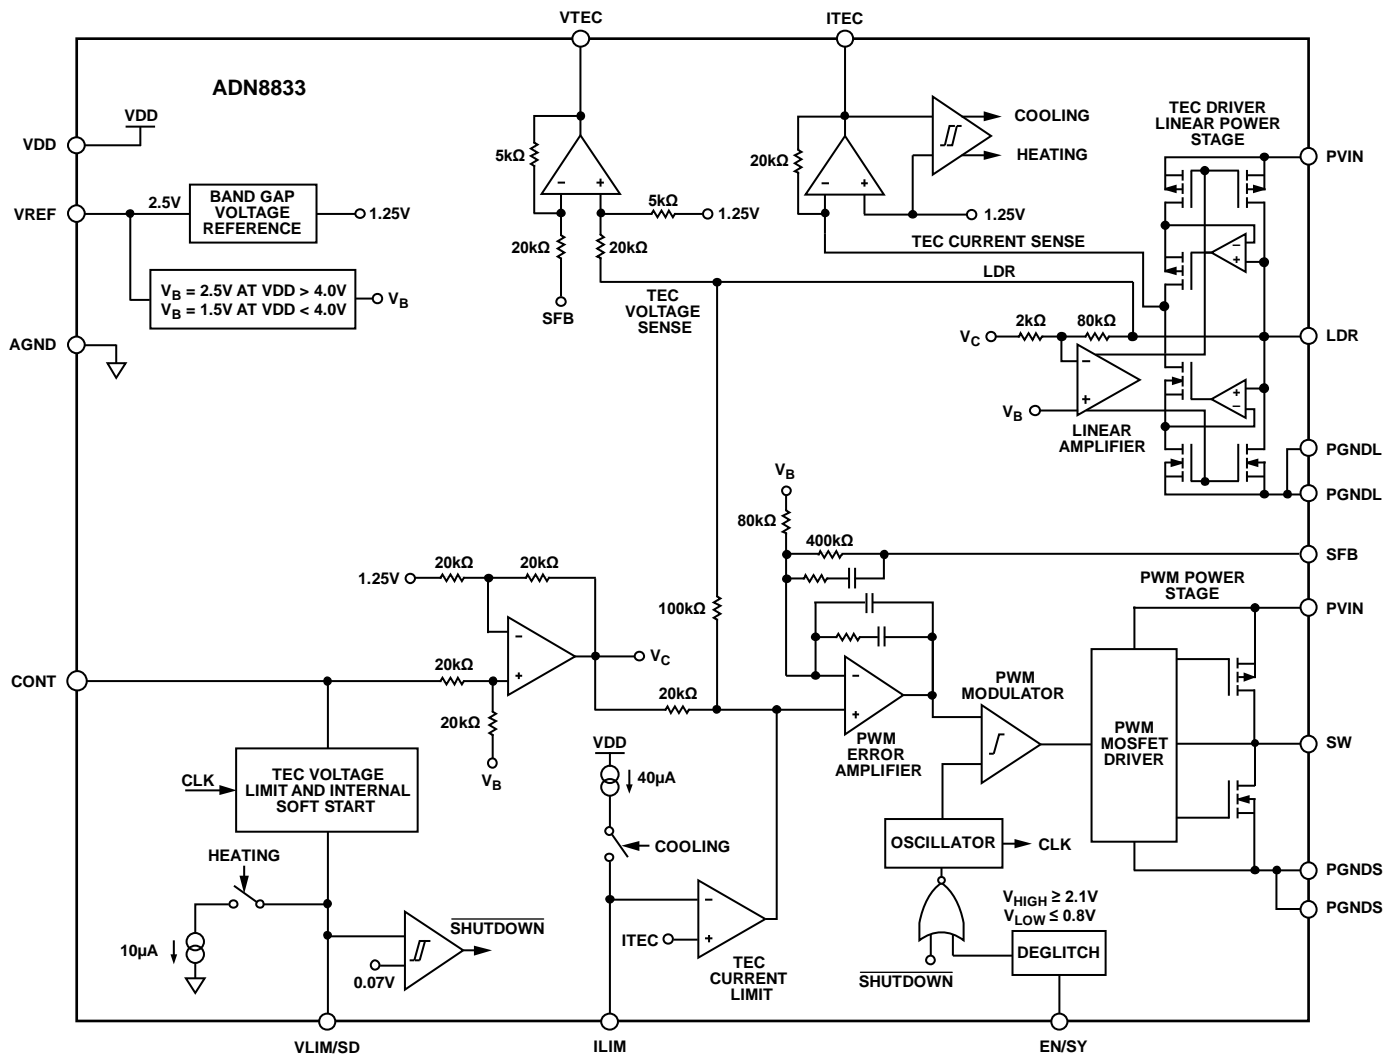 VTEC
ITEC
ADN8833
VDD
VDD
VREF
2.5V
BAND GAP
VOLTAGE
REFERENCE
1.25V
VB = 2.5V AT VDD > 4.0V
VB = 1.5V AT VDD < 4.0V
VB
AGND
5kΩ
–
+
5kΩ
1.25V
20kΩ
20kΩ
SFB
TEC
VOLTAGE
SENSE
20kΩ
–
+
COOLING
HEATING
1.25V
TEC CURRENT SENSE
LDR
TEC DRIVER
LINEAR POWER
STAGE
PVIN
–
+
VC
2kΩ
80kΩ
LDR
–
+
VB
LINEAR
AMPLIFIER
+
–
PGNDL
PGNDL
VB
80kΩ
400kΩ
SFB
1.25V
20kΩ
20kΩ
100kΩ
PWM POWER
STAGE
PVIN
–
+
VC
CONT
20kΩ
20kΩ
VB
20kΩ
–
+
PWM
ERROR
AMPLIFIER
PWM
MODULATOR
PWM
MOSFET
DRIVER
SW
CLK
TEC VOLTAGE
LIMIT AND INTERNAL
SOFT START
VDD
40µA
COOLING
OSCILLATOR
CLK
HEATING
10µA
SHUTDOWN
0.07V
–
ITEC
+
TEC
CURRENT
LIMIT
VHIGH ≥ 2.1V
VLOW ≤ 0.8V
DEGLITCH
SHUTDOWN
PGNDS
PGNDS
VLIM/SD
ILIM
EN/SY